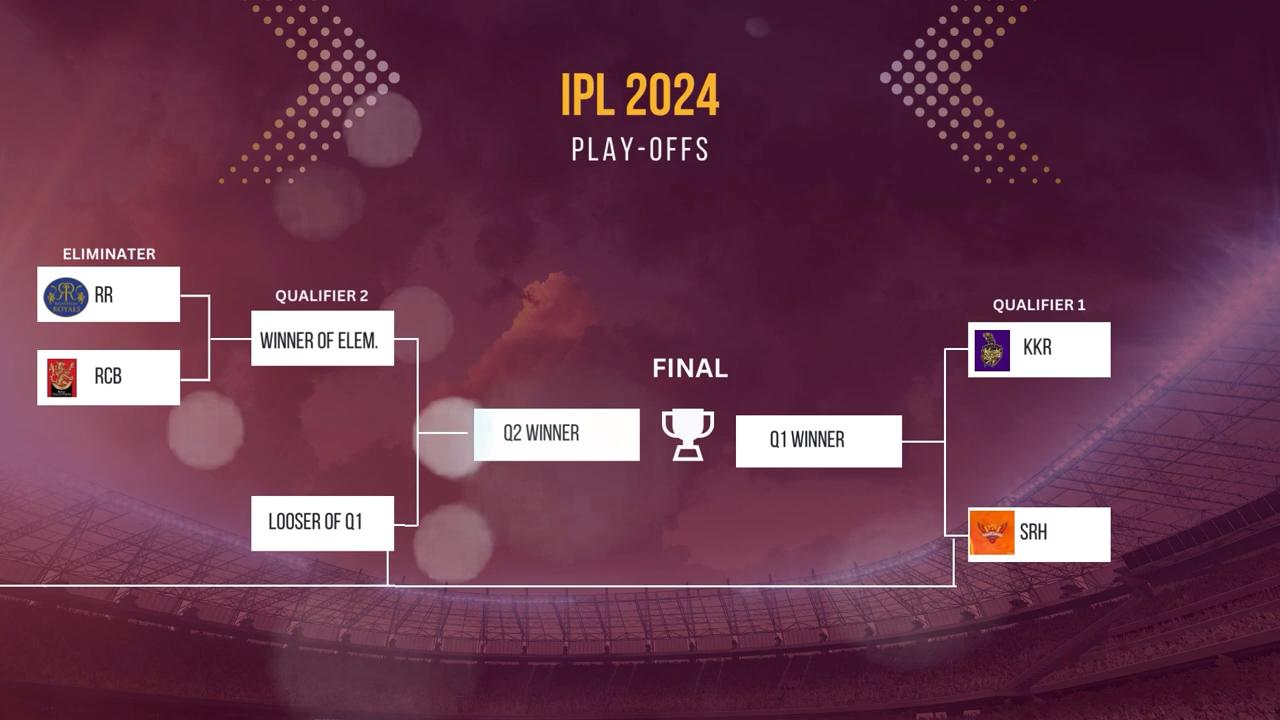 IPL 2024
PLAY-OFFS
ELIMINATER
RR
RCB
QUALIFIER 2
WINNER OF ELEM.
LOOSER OF Q1
FINAL
Q2 WINNER
Q1 WINNER
QUALIFIER 1
KKR
SRH